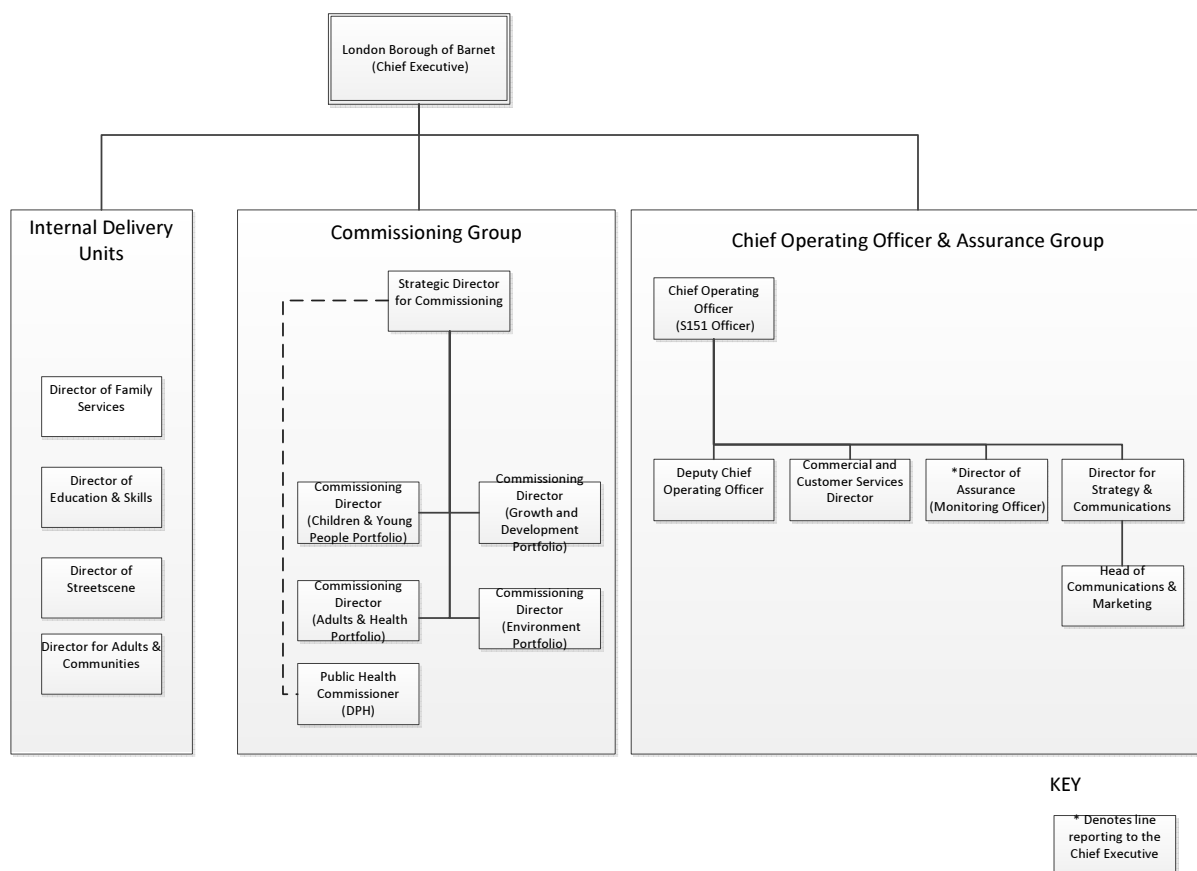 London Borough of Barnet
(Chief Executive)
Internal Delivery
Units
Director of Family
Services
Director of
Education & Skills
Director of
Streetscene
Director for Adults &
Communities
Commissioning Group
Strategic Director
for Commissioning
Commissioning
Director
(Children & Young
People Portfolio)
Commissioning
Director
(Growth and
Development
Portfolio)
Commissioning
Director
(Adults & Health
Portfolio)
Commissioning
Director
(Environment
Portfolio)
Public Health
Commissioner
(DPH)
Chief Operating Officer & Assurance Group
Chief Operating
Officer
(S151 Officer)
Deputy Chief
Operating Officer
Commercial and
Customer Services
Director
*Director of
Assurance
(Monitoring Officer)
Director for
Strategy &
Communications
Head of
Communications &
Marketing
KEY
* Denotes line
reporting to the
Chief Executive